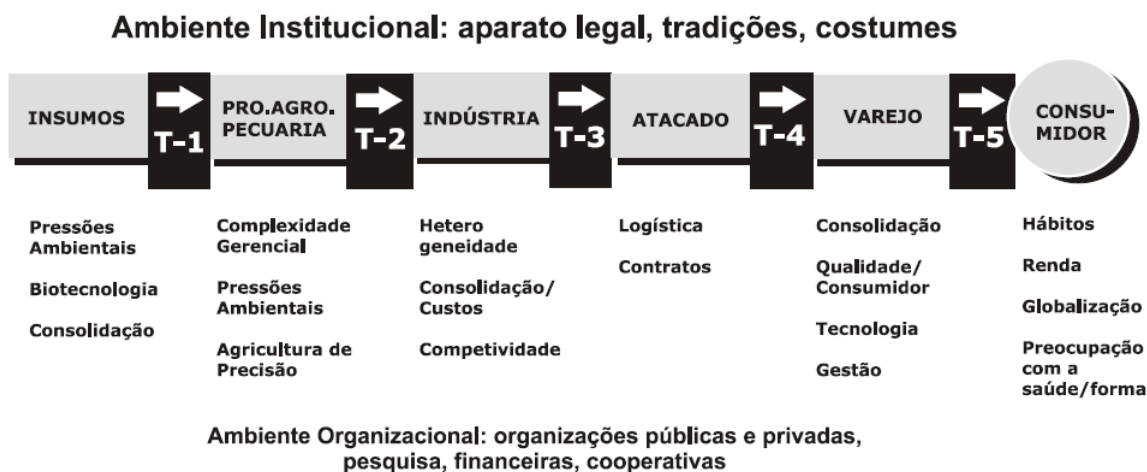 Ambiente Institucional: aparato legal, tradições, costumes
INSUMOS
T-1
PRO.AGRO.
PECUARIA
T-2
INDÚSTRIA
T-3
ATACADO
T-4
VAREJO
T-5
CONSU-
MIDOR
Pressões
Ambientais
Biotecnologia
Consolidação
Complexidade
Gerencial
Pressões
Ambientais
Agricultura de
Precisão
Hetero
geneidade
Consolidação/
Custos
Competividade
Logística
Contratos
Consolidação
Qualidade/
Consumidor
Tecnologia
Gestão
Hábitos
Renda
Globalização
Preocupação
com a
saúde/forma
Ambiente Organizacional: organizações públicas e privadas,
pesquisa, financeiras, cooperativas